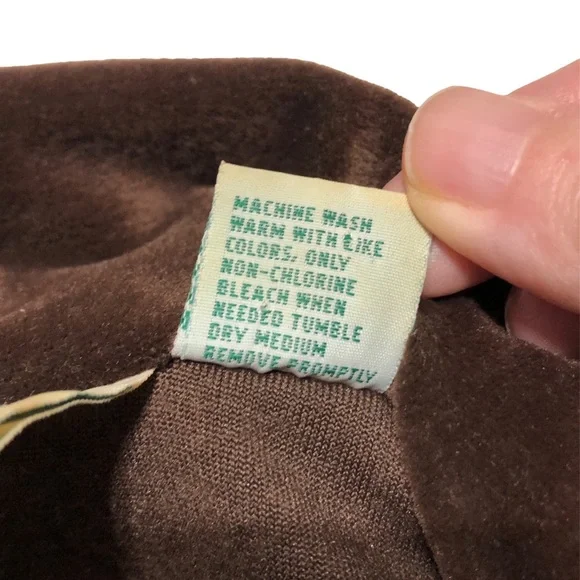 MACHINE WASH
WARM WITH LIKE
COLORS, ONLY
NON-CHLORINE
BLEACH WHEN
NEEDED TUMBLE
DRY MEDIUM
REMOVE PROMPTLY